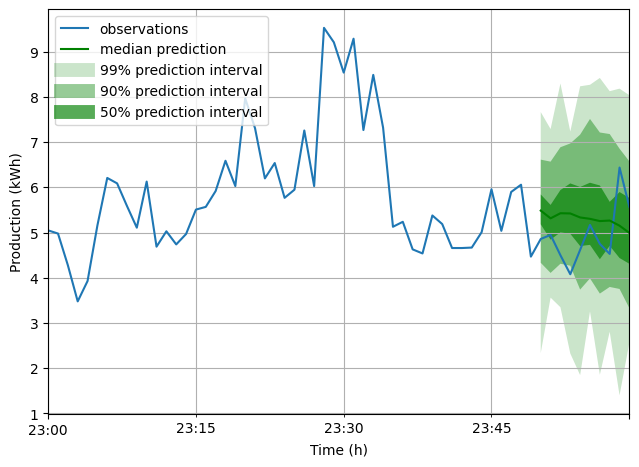 observations
median prediction
99% prediction interval
90% prediction interval
50% prediction interval
Production (kWh)
9
8
7
6
5
4
3
2
1
23:00
23:15
23:30
23:45
Time (h)